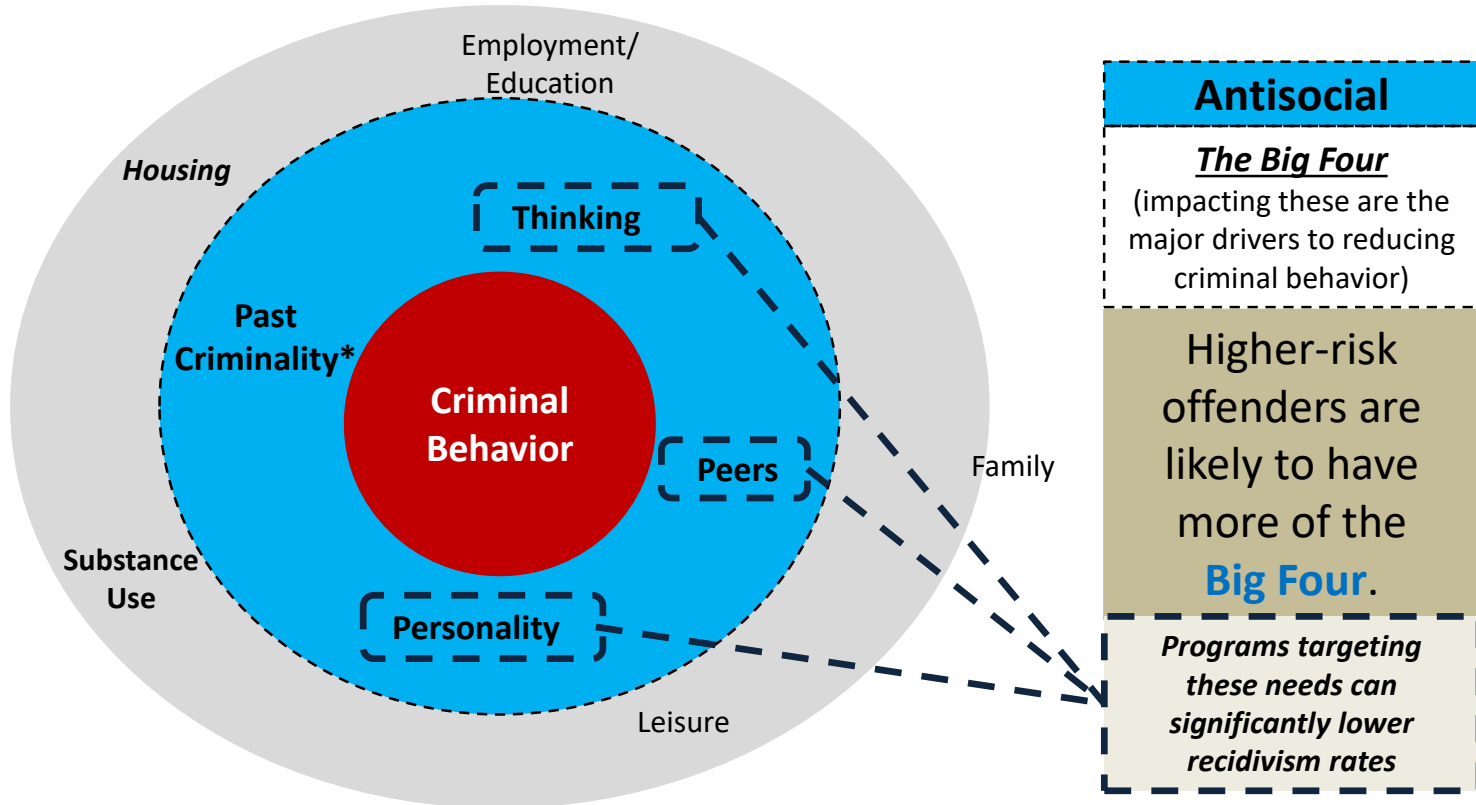 Employment/
Education
Housing
Thinking
Past
Criminality*
Criminal
Behavior
Peers
Family
Substance
Use
Personality
Leisure
Antisocial
The Big Four
(impacting these are the
major drivers to reducing
criminal behavior)
Higher-risk
offenders are
likely to have
more of the
Big Four.
Programs targeting
these needs can
significantly lower
recidivism rates